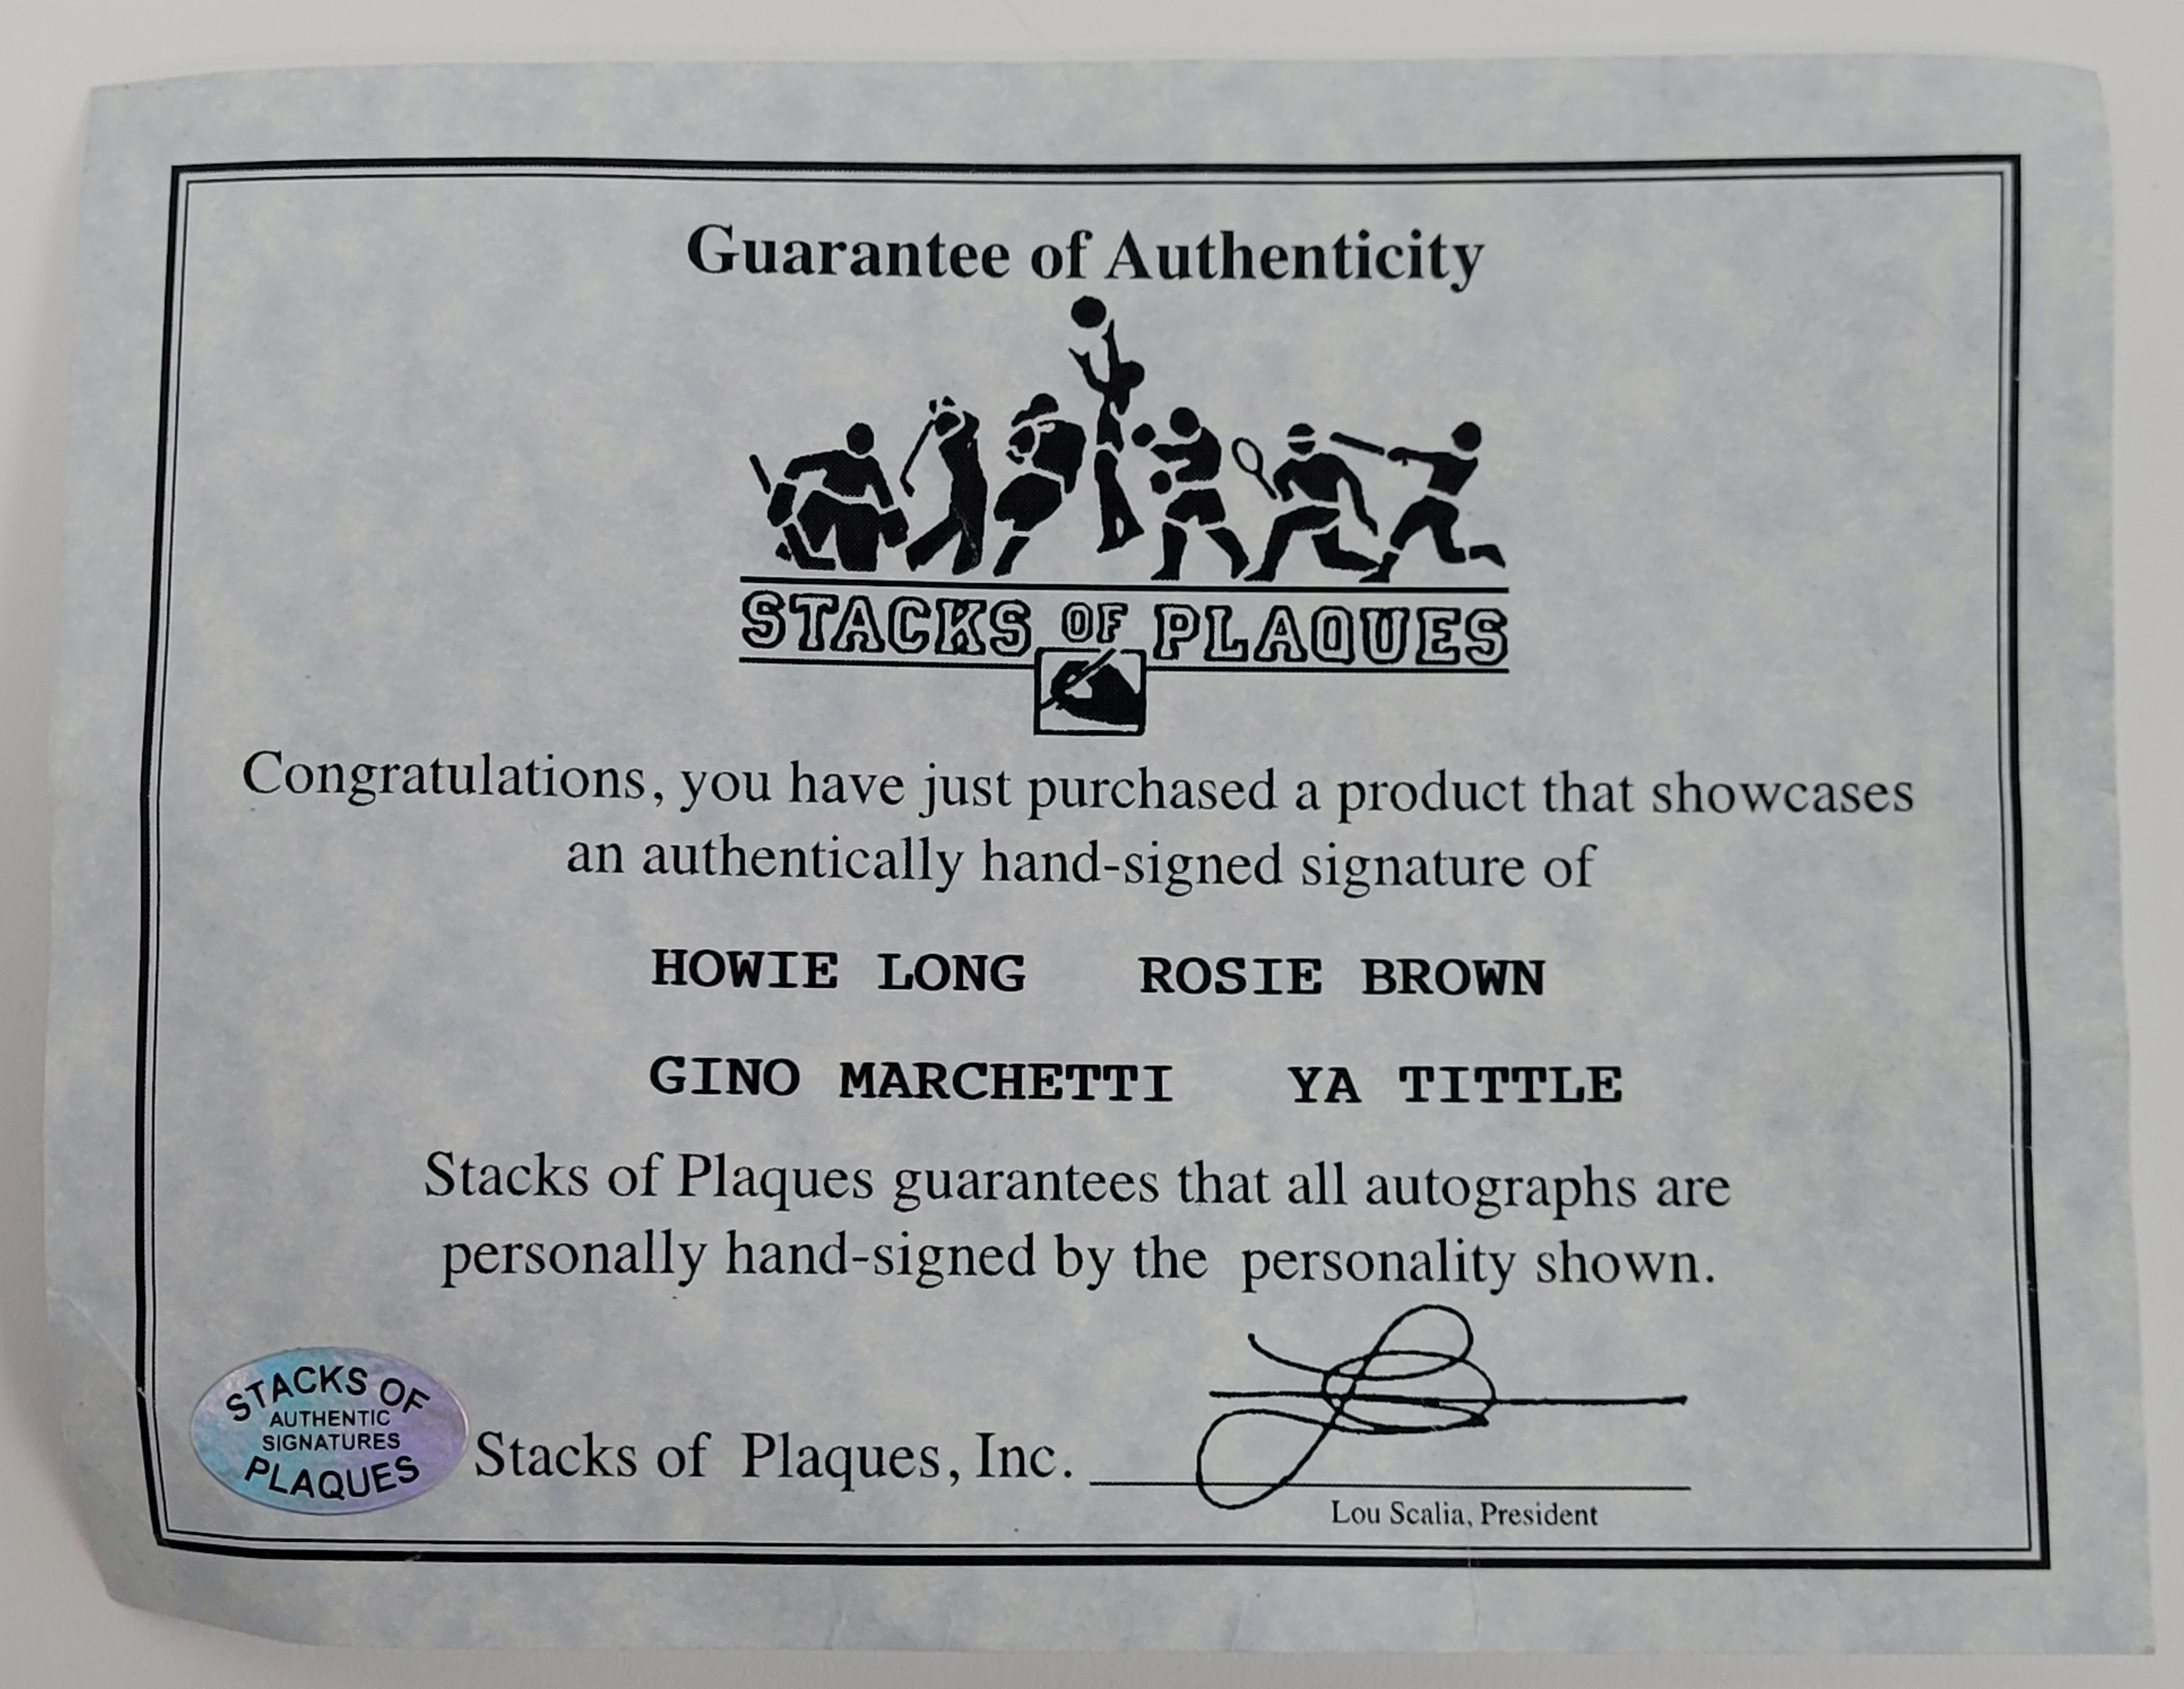 Guarantee of Authenticity
STACKS OF PLAQUES
Congratulations, you have just purchased a product that showcases
an authentically hand-signed signature of
HOWIE LONG ROSIE BROWN
GINO MARCHETTI YA TITTLE
Stacks of Plaques guarantees that all autographs are
personally hand-signed by the personality shown.
STACKS OF
AUTHENTIC
SIGNATURES
PLAQUES
Stacks of Plaques, Inc.
Lou Scalia, President